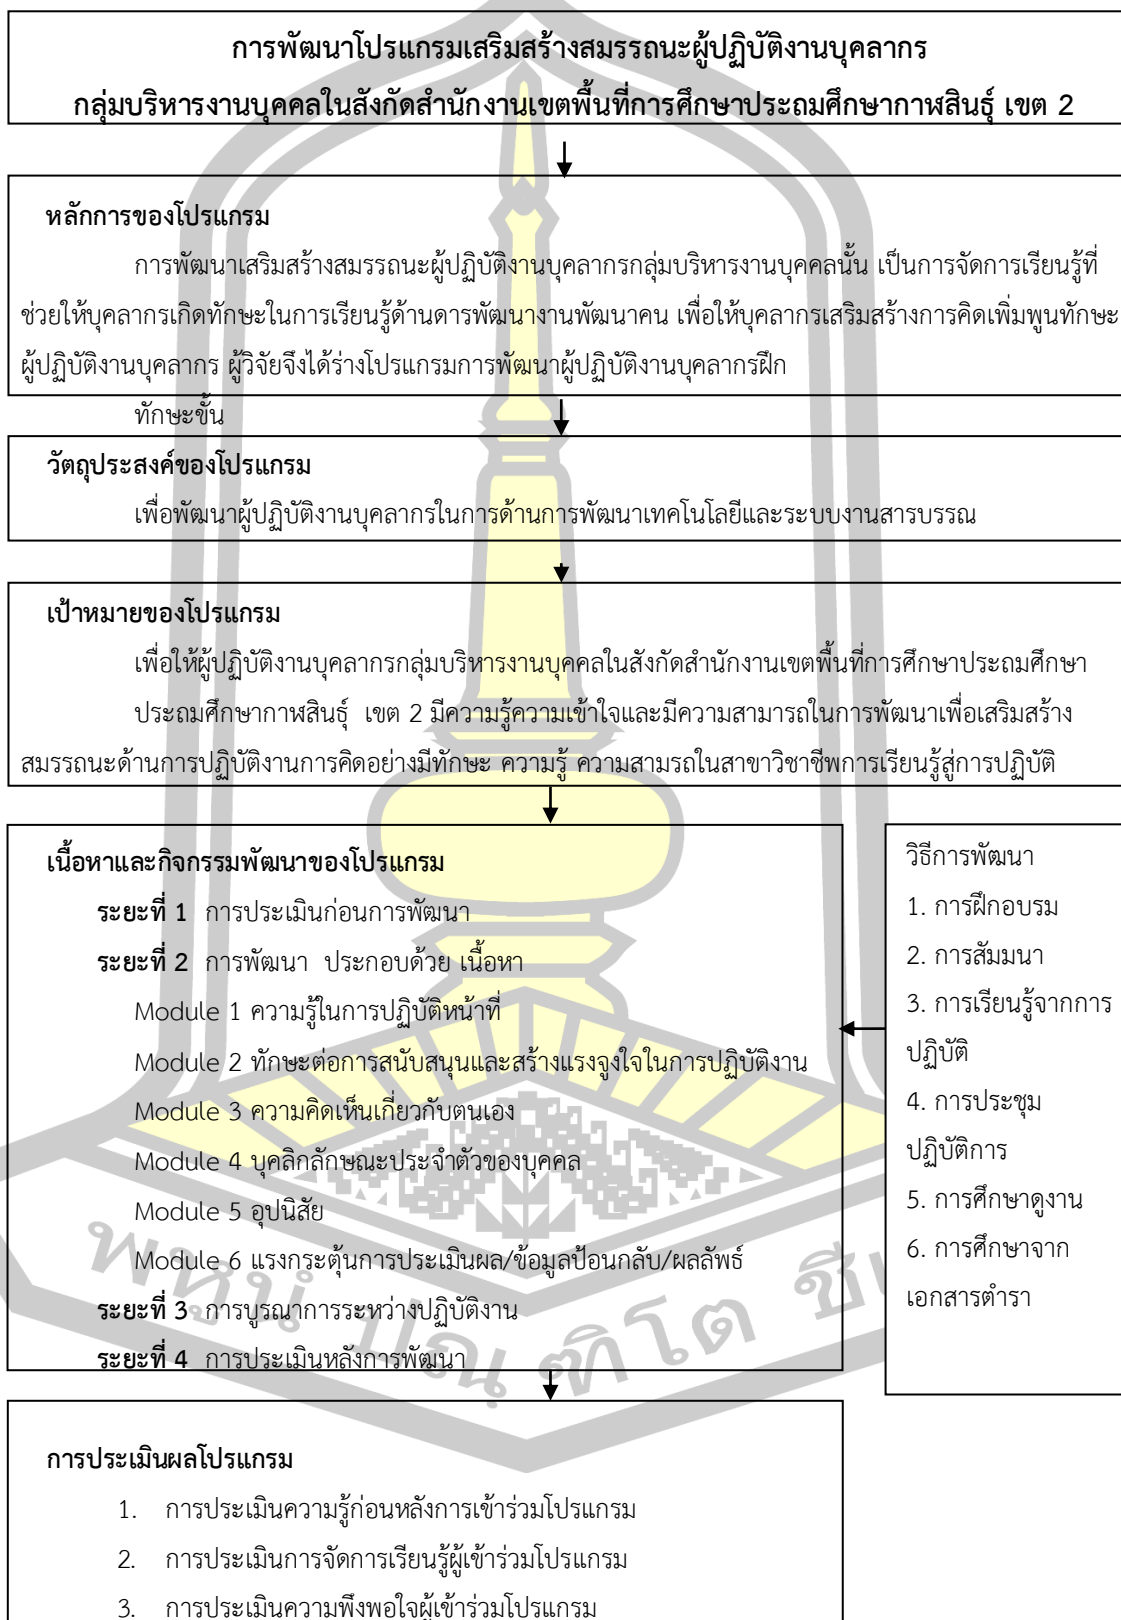 การพัฒนาโปรแกรมเสริมสร้างสมรรถนะผู้ปฏิบัติงานบุคลากร
กลุ่มบริหารงานบุคคลในสังกัดสำนักงานเขตพื้นที่การศึกษาประถมศึกษากาฬสินธุ์ เขต 2
หลักการของโปรแกรม
การพัฒนาเสริมสร้างสมรรถนะผู้ปฏิบัติงานบุคลากรกลุ่มบริหารงานบุคคลนั้น เป็นการจัดการเรียนรู้ที่
ช่วยให้บุคลากรเกิดทักษะในการเรียนรู้ด้านดารพัฒนางานพัฒนาคน เพื่อให้บุคลากรเสริมสร้างการคิดเพิ่มพูนทักษะ
ผู้ปฏิบัติงานบุคลากร ผู้วิจัยจึงได้ร่างโปรแกรมการพัฒนาผู้ปฏิบัติงานบุคลากรฝึก
ทักษะขั้น
วัตถุประสงค์ของโปรแกรม
เพื่อพัฒนาผู้ปฏิบัติงานบุคลากรในการด้านการพัฒนาเทคโนโลยีและระบบงานสารบรรณ
เป้าหมายของโปรแกรม
เพื่อให้ผู้ปฏิบัติงานบุคลากรกลุ่มบริหารงานบุคคลในสังกัดสำนักงานเขตพื้นที่การศึกษาประถมศึกษา
ประถมศึกษากาฬสินธุ์ เขต 2 มีความรู้ความเข้าใจและมีความสามารถในการพัฒนาเพื่อเสริมสร้าง
สมรรถนะด้านการปฏิบัติงานการคิดอย่างมีทักษะ ความรู้ ความสามรถในสาขาวิชาชีพการเรียนรู้สู่การปฏิบัติ
เนื้อหาและกิจกรรมพัฒนาของโปรแกรม
ระยะที่ 1 การประเมินก่อนการพัฒนา
ระยะที่ 2 การพัฒนา ประกอบด้วย เนื้อหา
Module 1 ความรู้ในการปฏิบัติหน้าที่
Module 2 ทักษะต่อการสนับสนุนและสร้างแรงจูงใจในการปฏิบัติงาน
Module 3 ความคิดเห็นเกี่ยวกับตนเอง
Module 4 บุคลิกลักษณะประจำตัวของบุคคล
Module 5 อุปนิสัย
Module 6 แรงกระตุ้นการประเมินผล/ข้อมูลป้อนกลับ/ผลลัพธ์
ระยะที่ 3 การบูรณาการระหว่างปฏิบัติงาน
ระยะที่ 4 การประเมินหลังการพัฒนา
วิธีการพัฒนา
1. การฝึกอบรม
2. การสัมมนา
3. การเรียนรู้จากการ
ปฏิบัติ
4. การประชุม
ปฏิบัติการ
5. การศึกษาดูงาน
6. การศึกษาจาก
เอกสารตำรา
การประเมินผลโปรแกรม
1. การประเมินความรู้ก่อนหลังการเข้าร่วมโปรแกรม
2. การประเมินการจัดการเรียนรู้ผู้เข้าร่วมโปรแกรม
3. การประเมินความพึงพอใจผู้เข้าร่วมโปรแกรม
พหุนํ ปณฺฑิโต